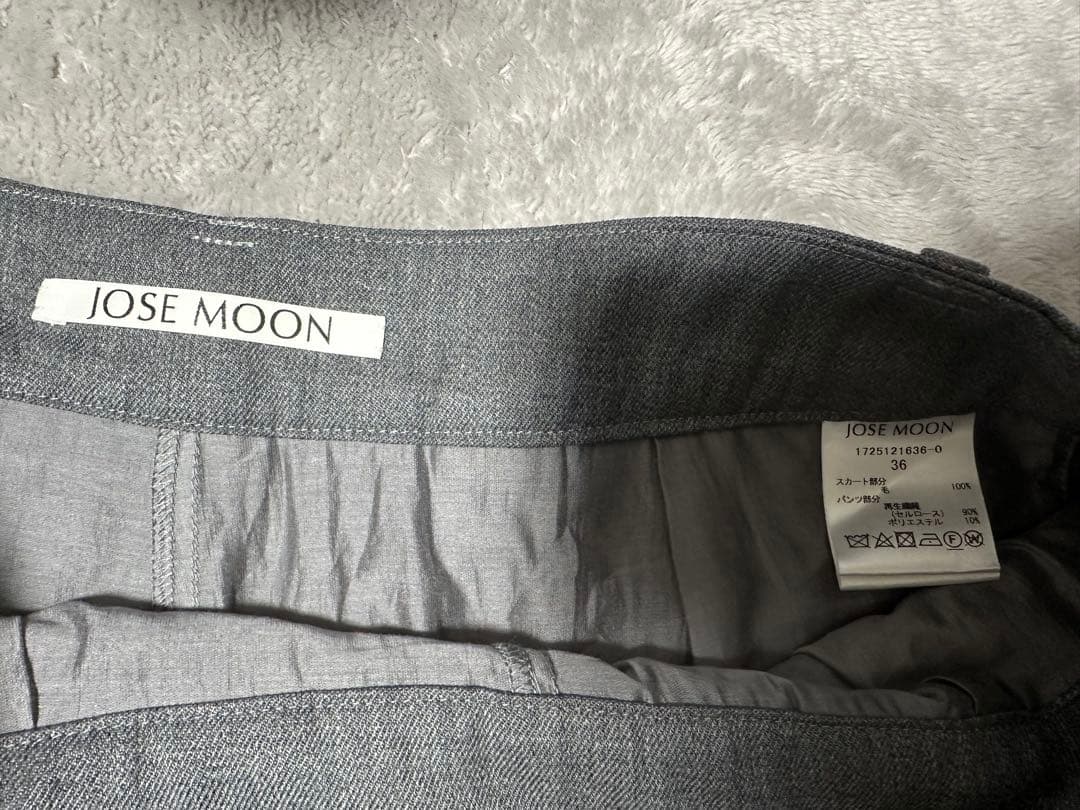 JOSE MOON
JOSE MOON
1725121636-0
36
スカート部分
毛 100%
パンツ部分
再生繊維
(セルロース) 90%
ポリエステル 10%
F W